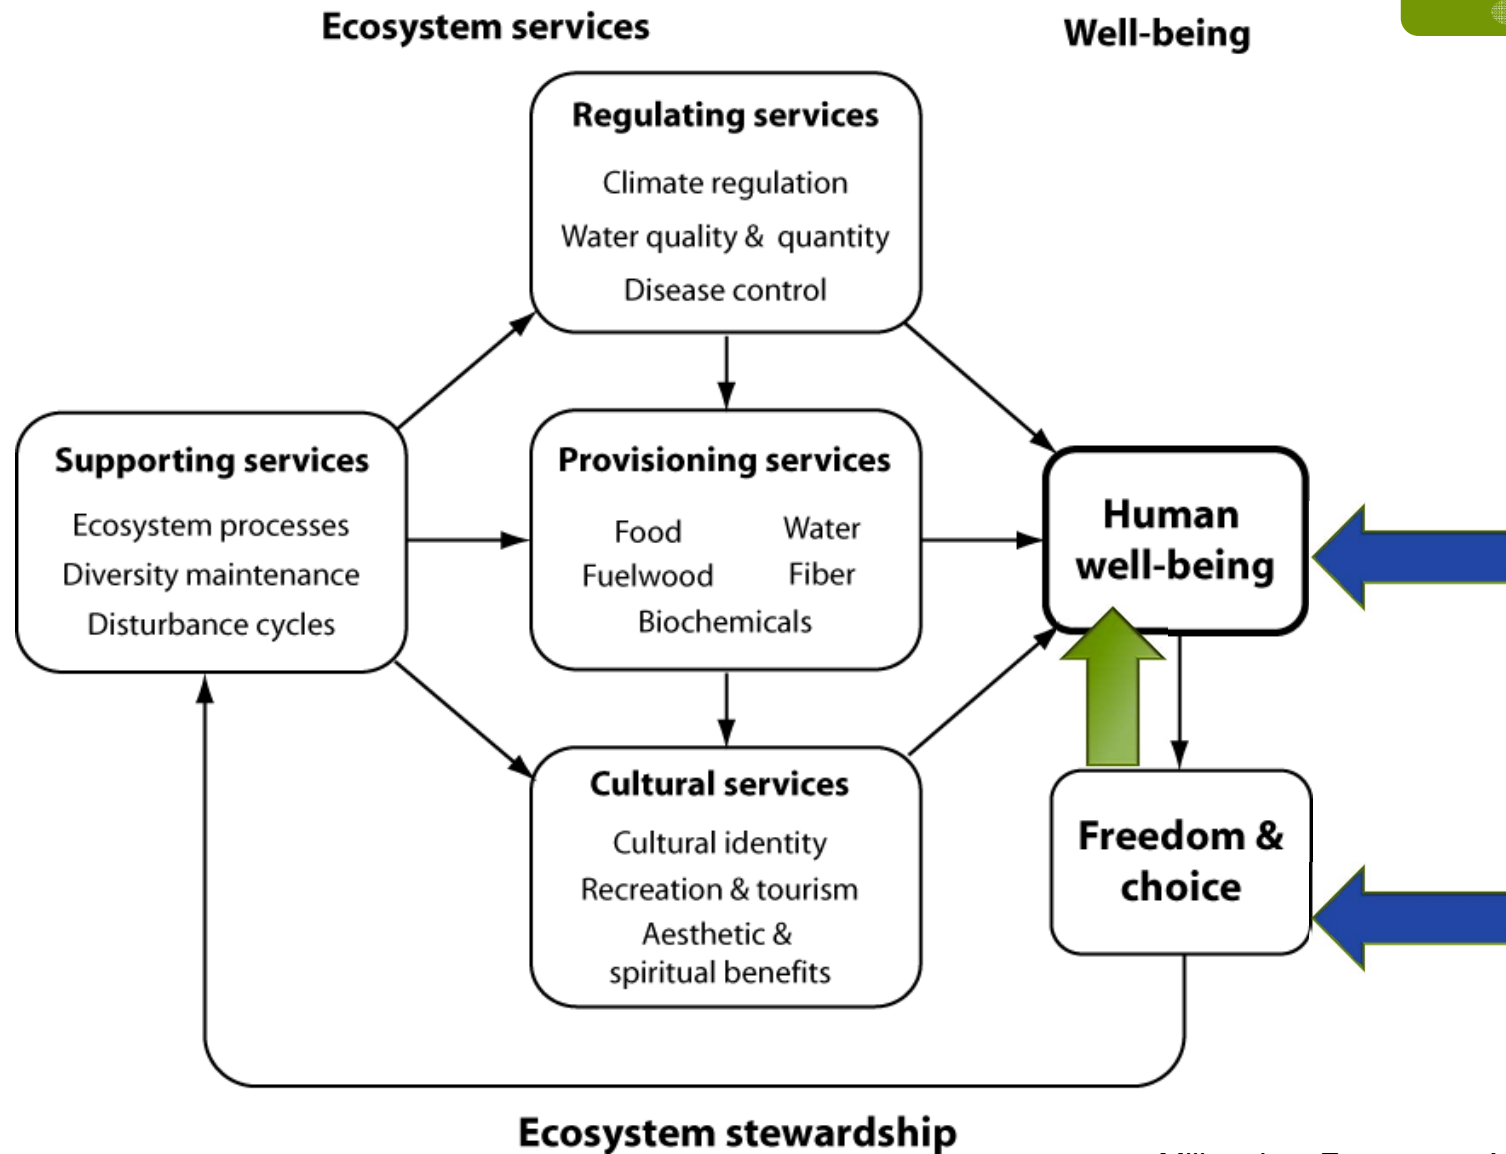 Ecosystem services
Well-being
Regulating services
Climate regulation
Water quality & quantity
Disease control
Supporting services
Ecosystem processes
Diversity maintenance
Disturbance cycles
Provisioning services
Food
Water
Fuelwood
Fiber
Biochemicals
Human
well-being
Cultural services
Cultural identity
Recreation & tourism
Aesthetic &
spiritual benefits
Freedom &
choice
Ecosystem stewardship